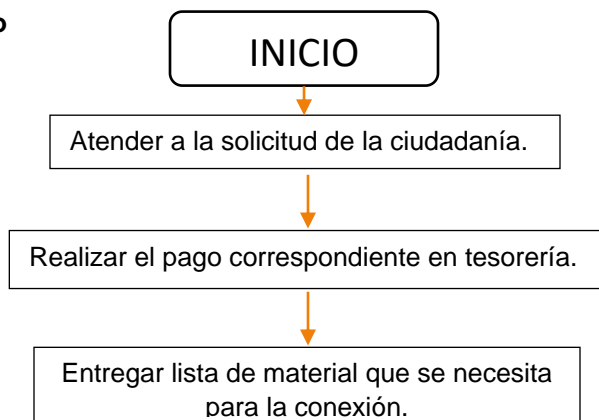 INICIO
Atender a la solicitud de la ciudadanía.
Realizar el pago correspondiente en tesorería.
Entregar lista de material que se necesita
para la conexión.